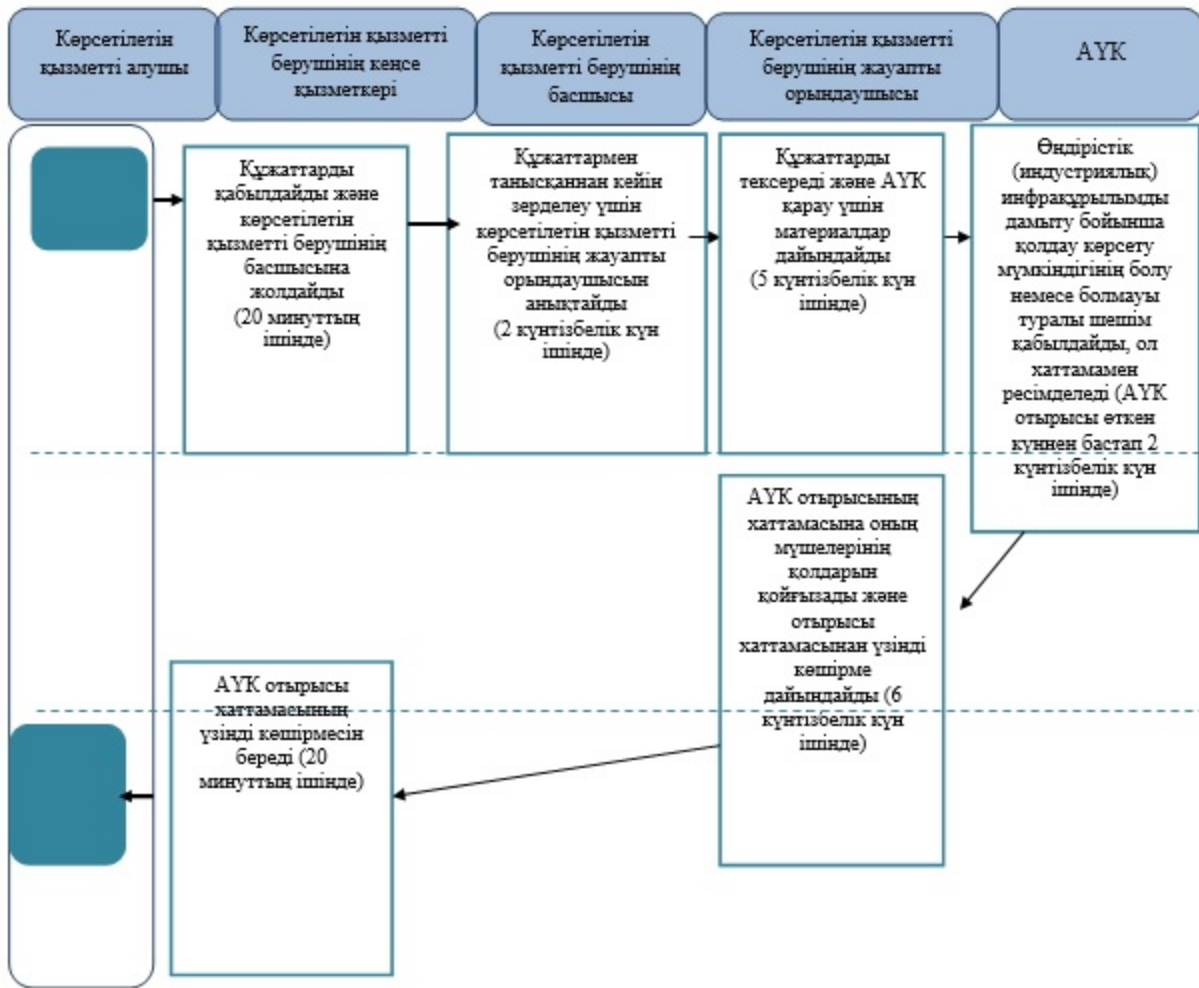 Көрсетілетін
қызметті алушы
Көрсетілетін қызметті
берушінің кеңсе
қызметкері
Көрсетілетін
қызметті берушінің
басшысы
Көрсетілетін қызметті
берушінің жауапты
орындаушысы
АҮК
Құжаттарды
қабылдайды және
көрсетілетін
қызметті берушінің
басшысына
жолдайды
(20 минуттың
ішінде)
Құжаттармен
танысқаннан кейін
зерделеу үшін
көрсетілетін қызметті
берушінің жауапты
орындаушысын
анықтайды
(2 күнтізбелік күн
ішінде)
Құжаттарды
тексереді және АҮК
қарау үшін
материалдар
дайындайды
(5 күнтізбелік күн
ішінде)
Өндірістік
(индустриялық)
инфрақұрылымды
дамыту бойынша
қолдау көрсету
мүмкіндігінің болу
немесе болмауы
туралы шешім
қабылдайды, ол
хаттамамен
ресімделеді (АҮК
отырысы өткен
күннен бастап 2
күнтізбелік күн
ішінде)
АҮК отырысының
хаттамасына оның
мүшелерінің
қолдарын
қойғызады және
отырысы
хаттамасынан үзінді
көшірме
дайындайды (6
күнтізбелік күн
ішінде)
АҮК отырысы
хаттамасының
үзінді көшірмесін
береді (20
минуттың ішінде)